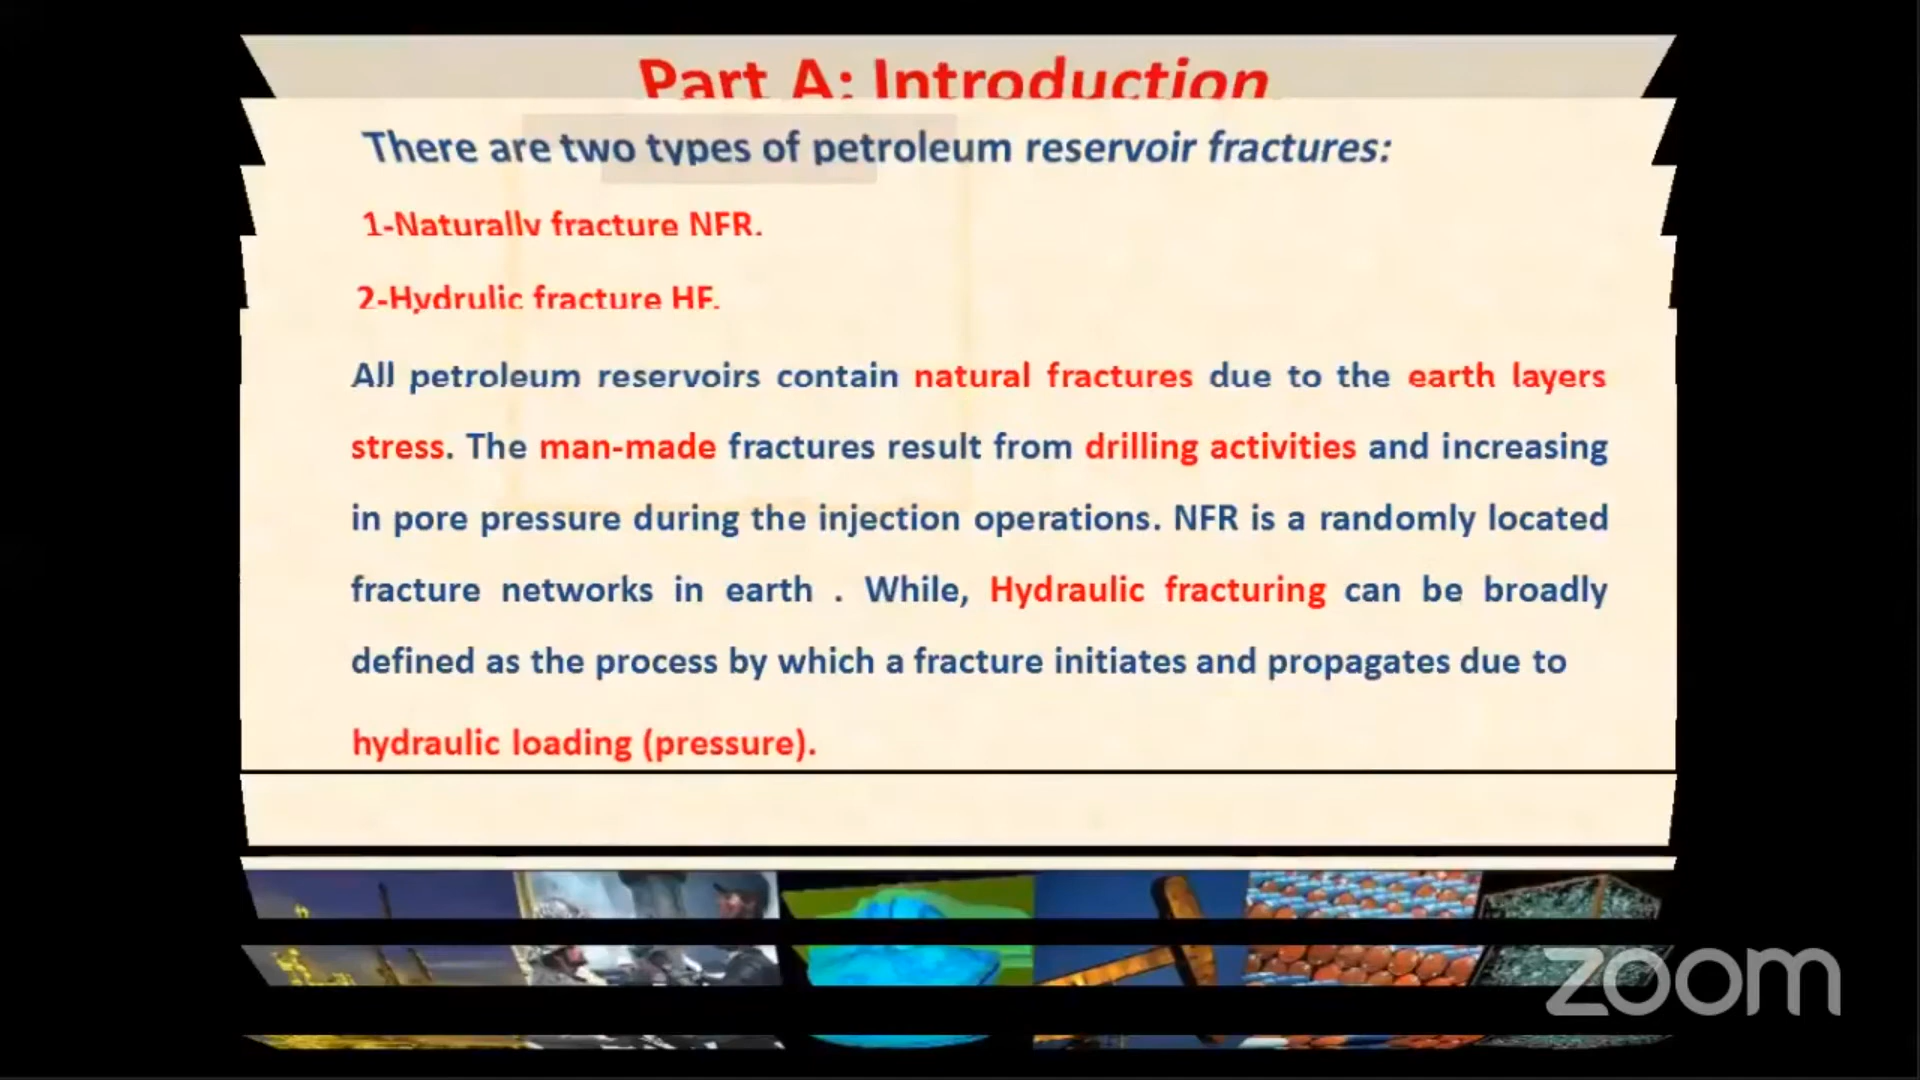 Part A: Introduction
There are two types of petroleum reservoir fractures:
1-Naturally fracture NFR.
2-Hydrulic fracture HF.
All petroleum reservoirs contain natural fractures due to the earth layers
stress. The man-made fractures result from drilling activities and increasing
in pore pressure during the injection operations. NFR is a randomly located
fracture networks in earth . While, Hydraulic fracturing can be broadly
defined as the process by which a fracture initiates and propagates due to
hydraulic loading (pressure).
zoom